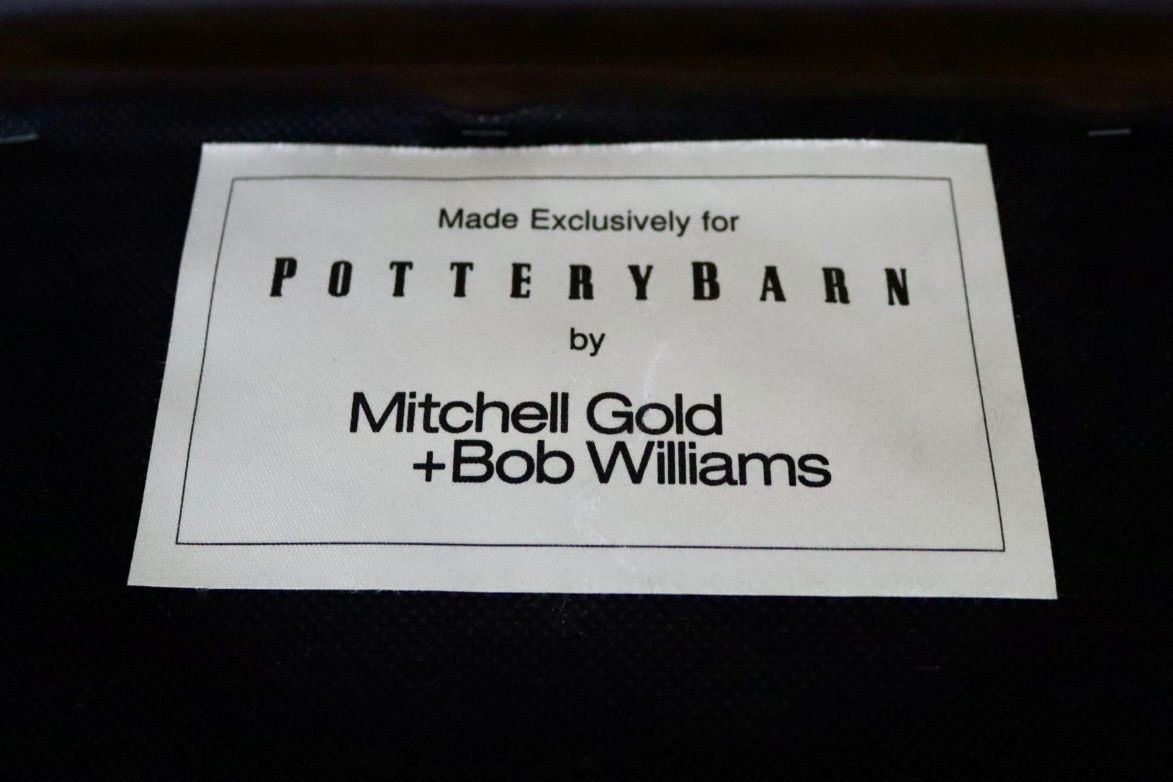 Made Exclusively for
POTTERYBARN
by
Mitchell Gold
+Bob Williams